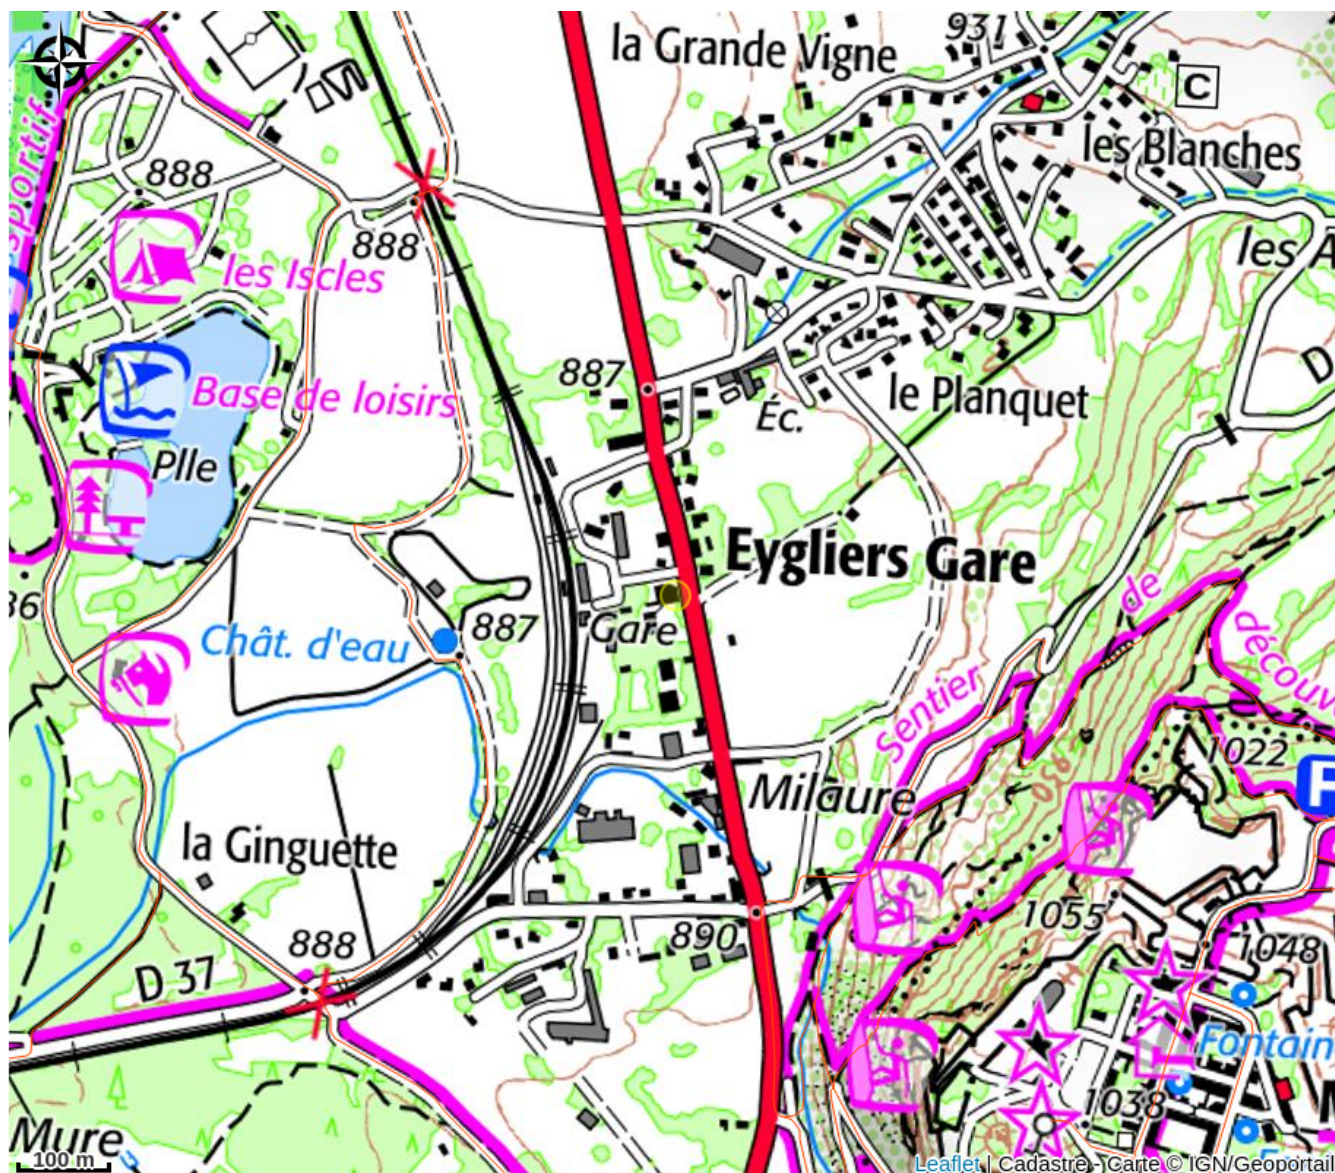 la Grande Vigne
931
C
les Blanches
sportif
888
888
les Iscles
les A
887
D
Base de loisirs
le Planquet
Éc.
Plle
Eygliers Gare
de
découv
36
887
Chât. d'eau
Gare
Sentier
1022
P
Milaure
950
la Ginguette
1055
888
890
1048
D 37
Fontain
1038
Mure
M
F
100 m
Leaflet | Cadastre - Carte © IGN/Geoportail